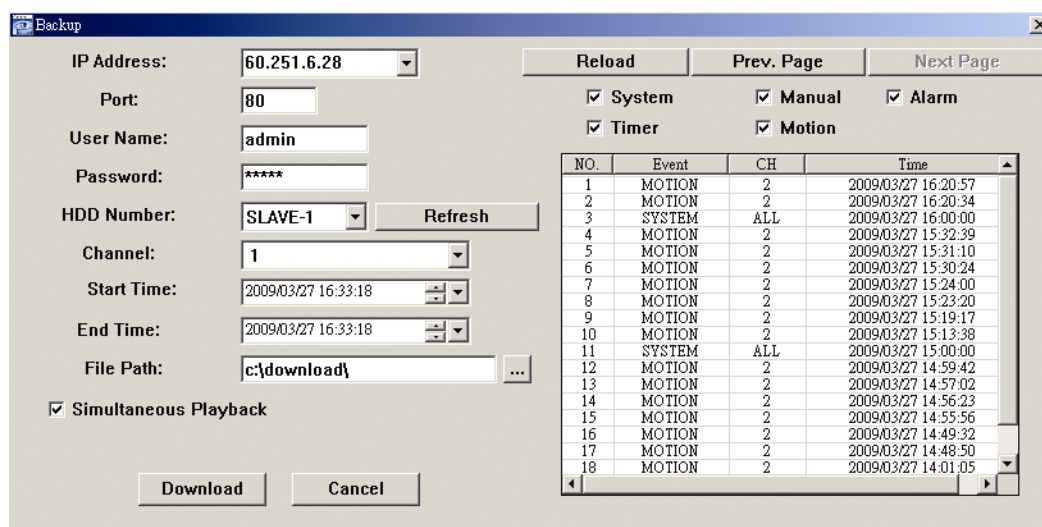 Backup
IP Address: 60.251.6.28
Port: 80
User Name: admin
Password: *****
HDD Number: SLAVE-1 Refresh
Channel: 1
Start Time: 2009/03/27 16:33:18
End Time: 2009/03/27 16:33:18
File Path: c:\download\ ...
Simultaneous Playback
Download Cancel
Reload Prev. Page Next Page
System Manual Alarm
Timer Motion
NO. Event CH Time
1 MOTION 2 2009/03/27 16:20:57
2 MOTION 2 2009/03/27 16:20:34
3 SYSTEM ALL 2009/03/27 16:00:00
4 MOTION 2 2009/03/27 15:32:39
5 MOTION 2 2009/03/27 15:31:10
6 MOTION 2 2009/03/27 15:30:24
7 MOTION 2 2009/03/27 15:24:00
8 MOTION 2 2009/03/27 15:23:20
9 MOTION 2 2009/03/27 15:19:17
10 MOTION 2 2009/03/27 15:13:38
11 SYSTEM ALL 2009/03/27 15:00:00
12 MOTION 2 2009/03/27 14:59:42
13 MOTION 2 2009/03/27 14:57:02
14 MOTION 2 2009/03/27 14:56:23
15 MOTION 2 2009/03/27 14:55:56
16 MOTION 2 2009/03/27 14:49:32
17 MOTION 2 2009/03/27 14:48:50
18 MOTION 2 2009/03/27 14:01:05